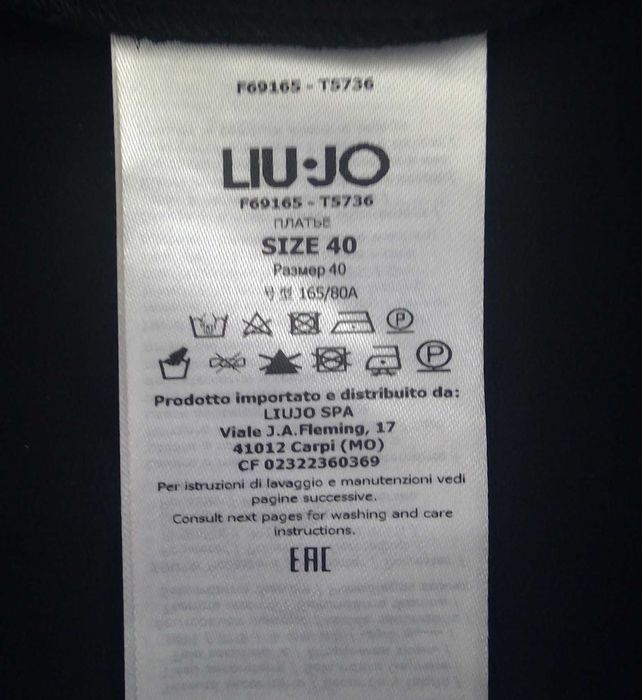 F69165 - T5736
LIU·JO
F69165 - T5736
ПЛАТЬЕ
SIZE 40
Размер 40
号型 165/80A
P
P
Prodotto importato e distribuito da:
LIUJO SPA
Viale J.A.Fleming, 17
41012 Carpi (MO)
CF 02322360369
Per istruzioni di lavaggio e manutenzioni vedi
pagine successive.
Consult next pages for washing and care
instructions.
EAC